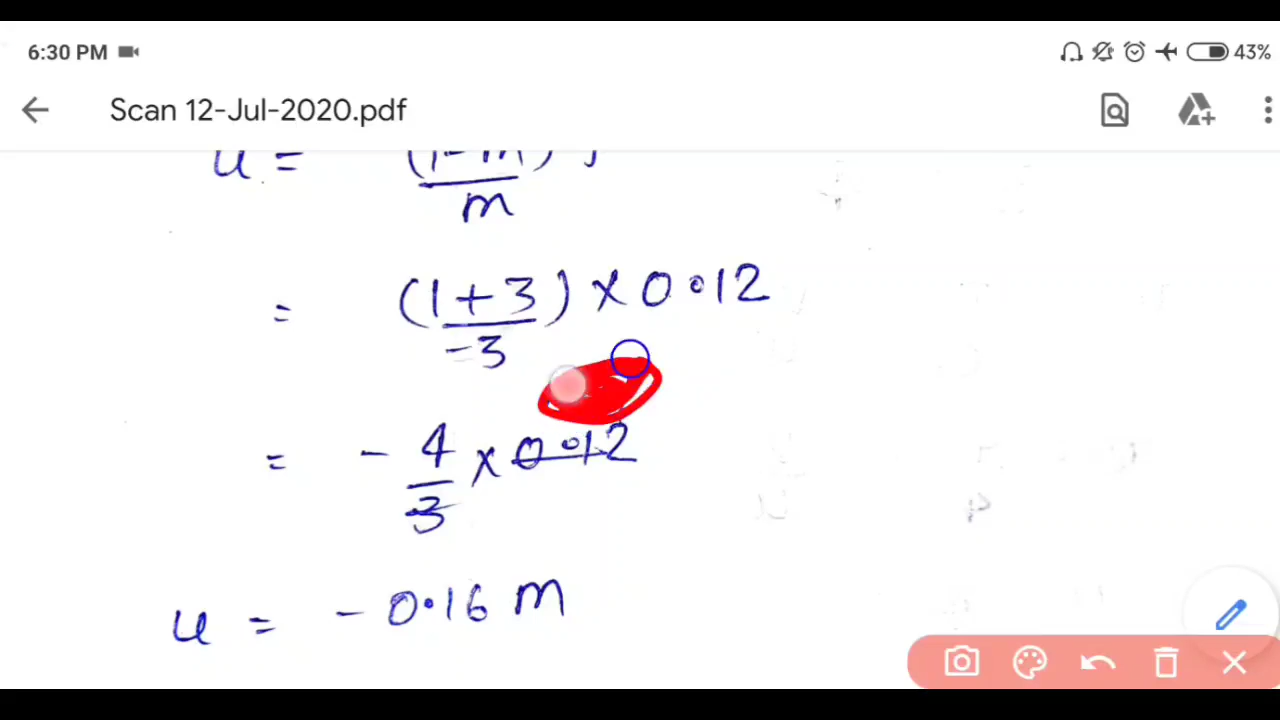 6:30 PM 43%
Scan 12-Jul-2020.pdf
u = (1-m)
m
= (1+3) × 0.12
-3
= - 4 × 0.12
3
u = - 0.16 m